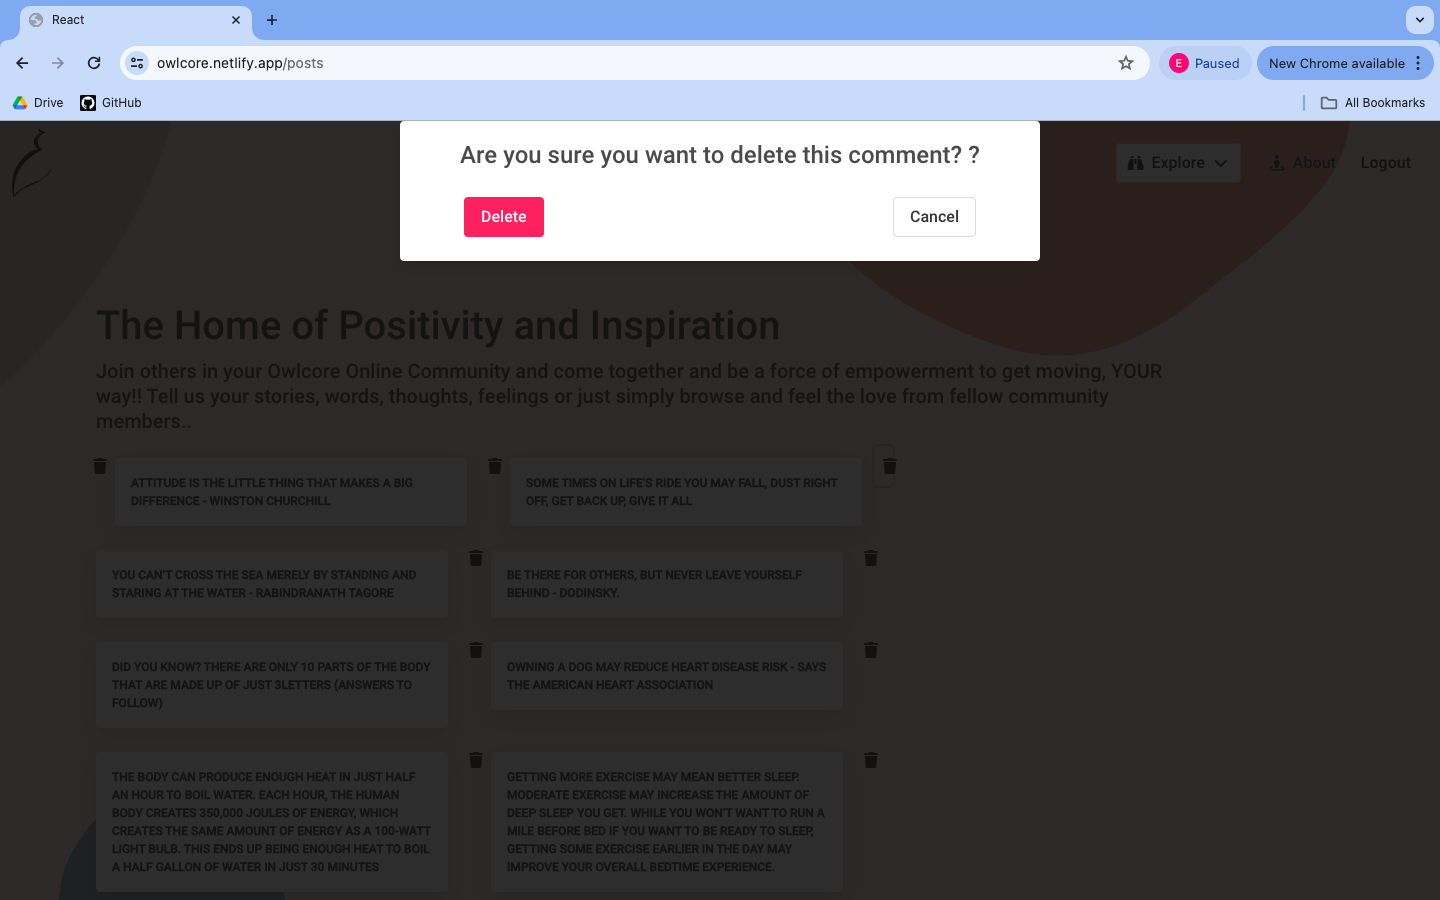 React
owlcore.netlify.app/posts
E
Paused
New Chrome available
Drive
GitHub
All Bookmarks
Are you sure you want to delete this comment? ?
Delete
Cancel
Explore
About
Logout
The Home of Positivity and Inspiration
Join others in your Owlcore Online Community and come together and be a force of empowerment to get moving, YOUR
way!! Tell us your stories, words, thoughts, feelings or just simply browse and feel the love from fellow community
members..
ATTITUDE IS THE LITTLE THING THAT MAKES A BIG
DIFFERENCE - WINSTON CHURCHILL
SOME TIMES ON LIFE'S RIDE YOU MAY FALL, DUST RIGHT
OFF, GET BACK UP, GIVE IT ALL
YOU CAN'T CROSS THE SEA MERELY BY STANDING AND
STARING AT THE WATER - RABINDRANATH TAGORE
BE THERE FOR OTHERS, BUT NEVER LEAVE YOURSELF
BEHIND - DODINSKY.
DID YOU KNOW? THERE ARE ONLY 10 PARTS OF THE BODY
THAT ARE MADE UP OF JUST 3LETTERS (ANSWERS TO
FOLLOW)
OWNING A DOG MAY REDUCE HEART DISEASE RISK - SAYS
THE AMERICAN HEART ASSOCIATION
THE BODY CAN PRODUCE ENOUGH HEAT IN JUST HALF
AN HOUR TO BOIL WATER. EACH HOUR, THE HUMAN
BODY CREATES 350,000 JOULES OF ENERGY, WHICH
CREATES THE SAME AMOUNT OF ENERGY AS A 100-WATT
LIGHT BULB. THIS ENDS UP BEING ENOUGH HEAT TO BOIL
A HALF GALLON OF WATER IN JUST 30 MINUTES
GETTING MORE EXERCISE MAY MEAN BETTER SLEEP.
MODERATE EXERCISE MAY INCREASE THE AMOUNT OF
DEEP SLEEP YOU GET. WHILE YOU WON'T WANT TO RUN A
MILE BEFORE BED IF YOU WANT TO BE READY TO SLEEP,
GETTING SOME EXERCISE EARLIER IN THE DAY MAY
IMPROVE YOUR OVERALL BEDTIME EXPERIENCE.